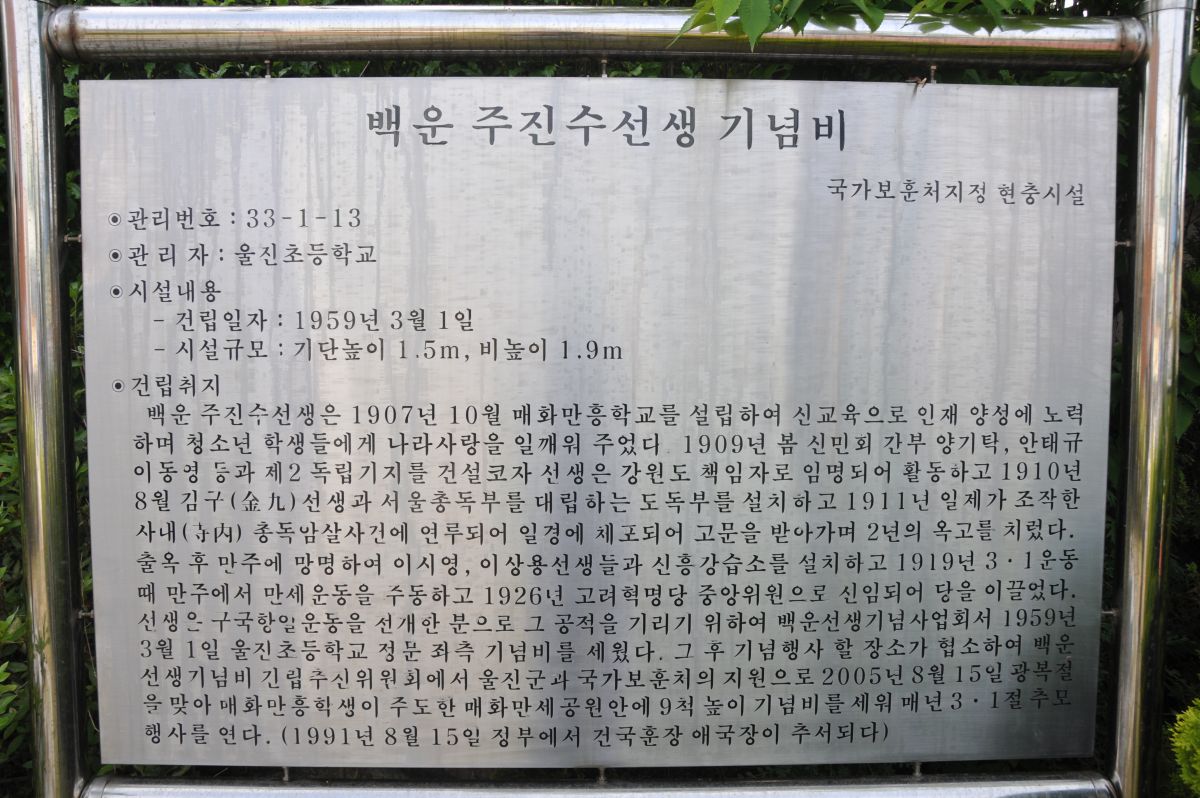 백운 주진수선생 기념비
국가보훈처지정 현충시설
◉관리번호 : 33-1-13
◉관 리 자 : 울진초등학교
◉시설내용
- 건립일자 : 1959년 3월 1일
- 시설규모 : 기단높이 1.5m, 비높이 1.9m
◉건립취지
백운 주진수선생은 1907년 10월 매화만흥학교를 설립하여 신교육으로 인재 양성에 노력
하며 청소년 학생들에게 나라사랑을 일깨워 주었다. 1909년 봄 신민회 간부 양기탁, 안태규
이동영 등과 제2 독립기지를 건설코자 선생은 강원도 책임자로 임명되어 활동하고 1910년
8월 김구(金九)선생과 서울총독부를 대립하는 도독부를 설치하고 1911년 일제가 조작한
사내(寺內) 총독암살사건에 연루되어 일경에 체포되어 고문을 받아가며 2년의 옥고를 치렀다.
출옥 후 만주에 망명하여 이시영, 이상용선생들과 신흥강습소를 설치하고 1919년 3·1운동
때 만주에서 만세운동을 주동하고 1926년 고려혁명당 중앙위원으로 신임되어 당을 이끌었다.
선생은 구국항일운동을 전개한 분으로 그 공적을 기리기 위하여 백운선생기념사업회서 1959년
3월 1일 울진초등학교 정문 좌측 기념비를 세웠다. 그 후 기념행사 할 장소가 협소하여 백운
선생기념비 건립추진위원회에서 울진군과 국가보훈처의 지원으로 2005년 8월 15일 광복절
을 맞아 매화만흥학생이 주도한 매화만세공원안에 9척 높이 기념비를 세워 매년 3·1절 추모
행사를 연다. (1991년 8월 15일 정부에서 건국훈장 애국장이 추서되다)